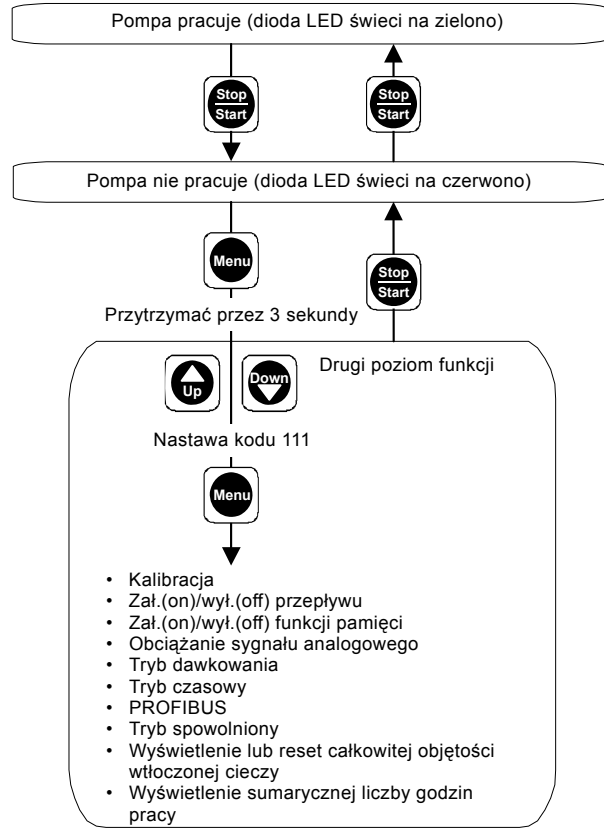 Pompa pracuje (dioda LED świeci na zielono)
Stop
Start
Stop
Start
Pompa nie pracuje (dioda LED świeci na czerwono)
Menu
Stop
Start
Przytrzymać przez 3 sekundy
Drugi poziom funkcji
Up
Down
Nastawa kodu 111
Menu
• Kalibracja
• Zał.(on)/wył.(off) przepływu
• Zał.(on)/wył.(off) funkcji pamięci
• Obciążanie sygnału analogowego
• Tryb dawkowania
• Tryb czasowy
• PROFIBUS
• Tryb spowolniony
• Wyświetlenie lub reset całkowitej objętości
wtłoczonej cieczy
• Wyświetlenie sumarycznej liczby godzin
pracy